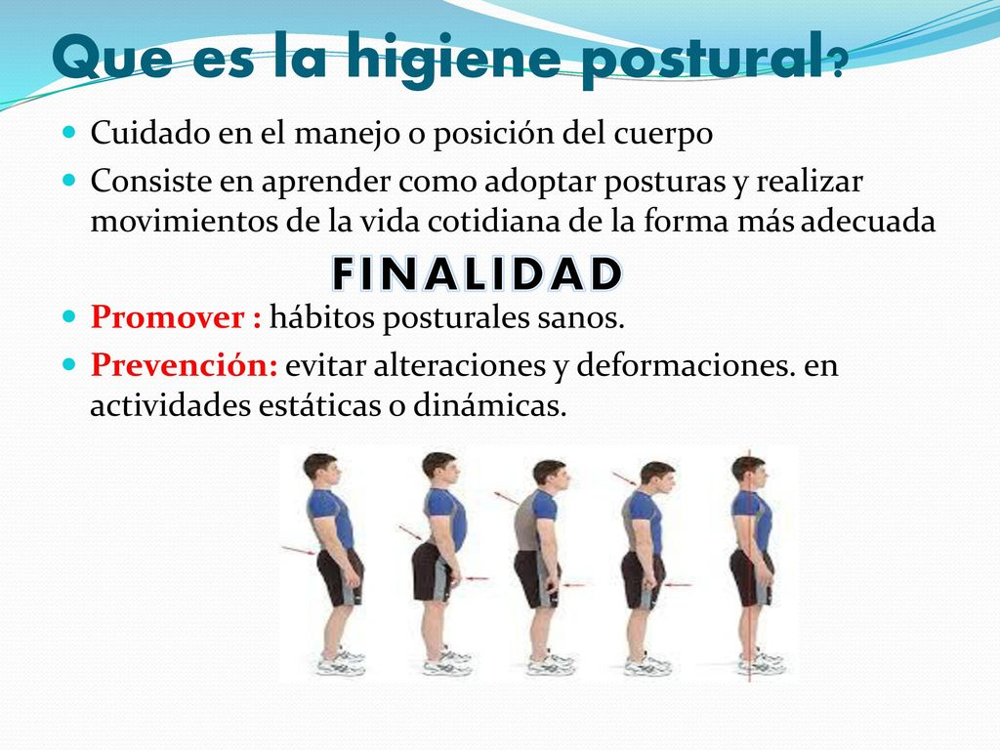 Que es la higiene postural?
Cuidado en el manejo o posición del cuerpo
Consiste en aprender como adoptar posturas y realizar
movimientos de la vida cotidiana de la forma más adecuada
FINALIDAD
Promover : hábitos posturales sanos.
Prevención: evitar alteraciones y deformaciones. en
actividades estáticas o dinámicas.